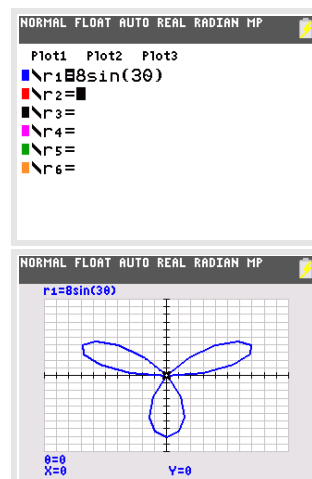 NORMAL FLOAT AUTO REAL RADIAN MP
Plot1 Plot2 Plot3
\r1=8sin(3θ)
\r2=
\r3=
\r4=
\r5=
\r6=
NORMAL FLOAT AUTO REAL RADIAN MP
r1=8sin(3θ)
θ=0
X=0 Y=0